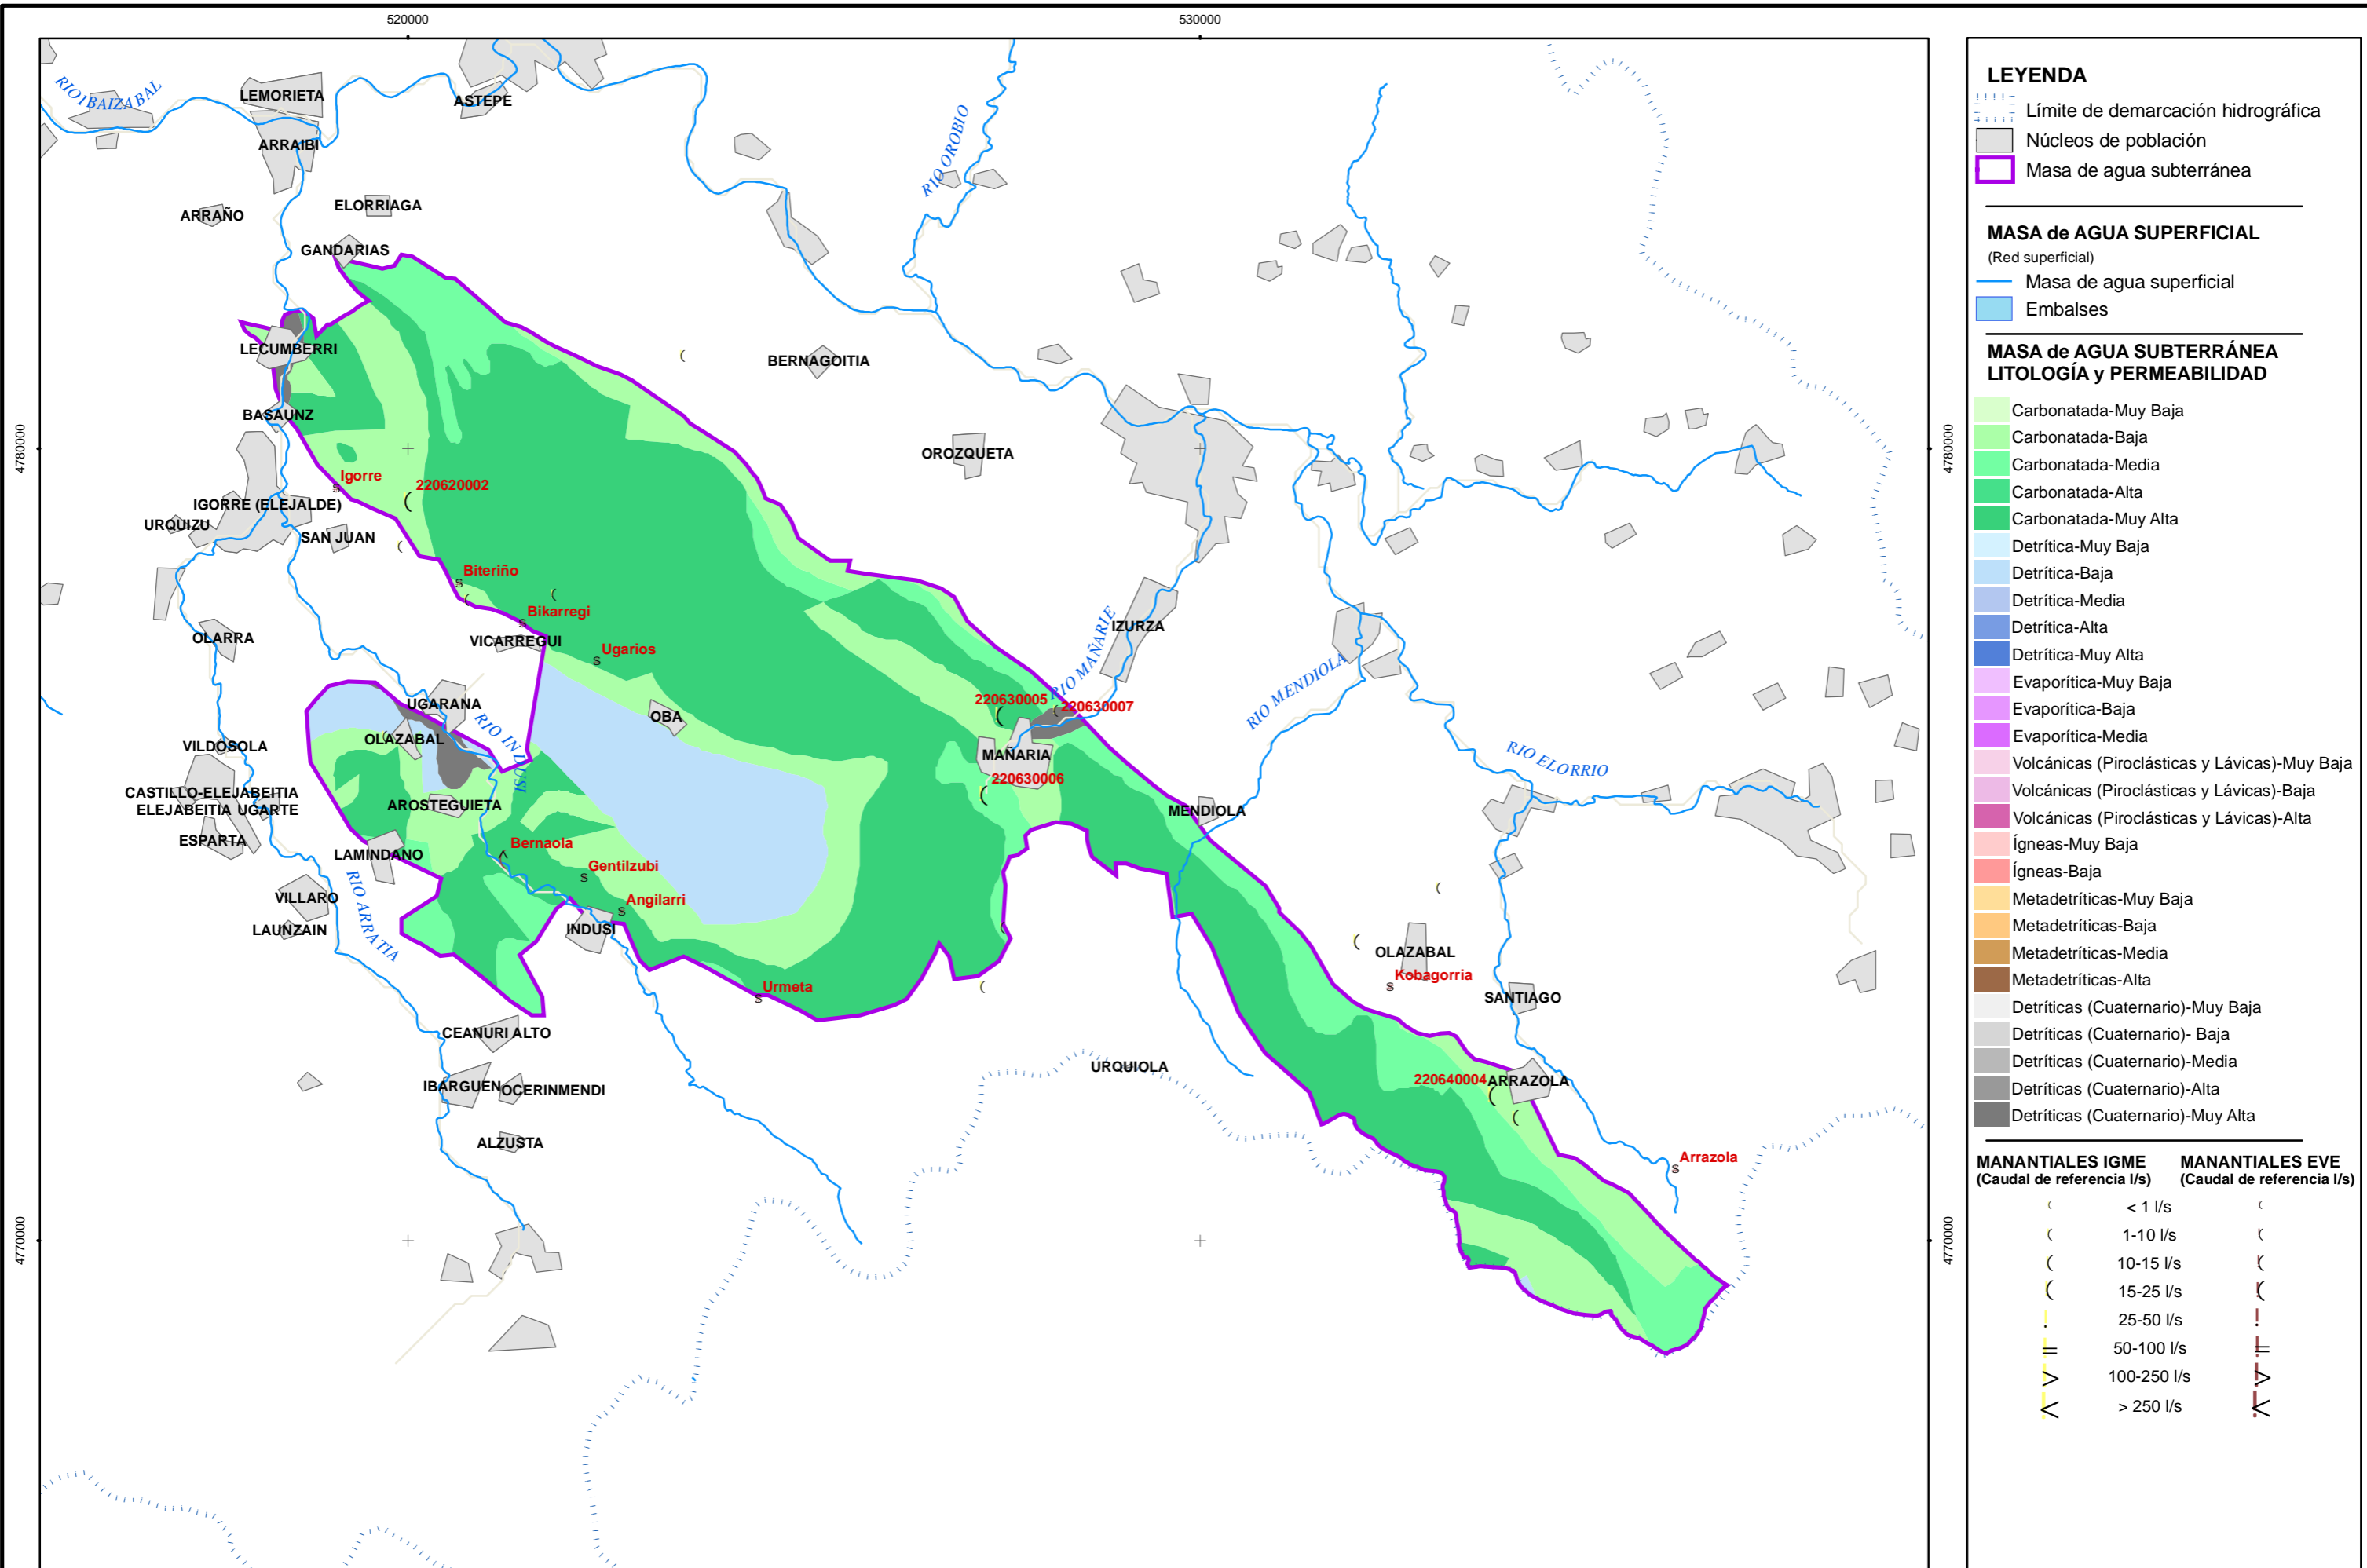 520000
530000
RIO IBAIZABAL
LEMORIETA
ASTEPE
ARRAIBI
RIO OROBIO
ARRAÑO
ELORRIAGA
GANDARIAS
LECUMBERRI
BERNAGOITIA
BASAUNZ
4780000
4780000
OROZQUETA
Igorre
220620002
IGORRE (ELEJALDE)
URQUIZU
SAN JUAN
Biteriño
Bikarregi
VICARREGUI
OLARRA
Ugarios
IZURZA
RIO MAÑARIE
RIO MENDIOLA
UGARANA
OBA
220630005
220630007
RIO INDUSI
OLAZABAL
VILDOSOLA
MAÑARIA
RIO ELORRIO
220630006
CASTILLO-ELEJABEITIA
ELEJABEITIA UGARTE
AROSTEGUIETA
MENDIOLA
ESPARTA
LAMINDANO
Bernaola
Gentilzubi
VILLARO
RIO ARRATIA
Angilarri
LAUÑZAIN
INDUSI
OLAZABAL
Kobagorria
Urmeta
SANTIAGO
CEANURI ALTO
URQUIOLA
IBARGUEN
OCERINMENDI
220640004
ARRAZOLA
ALZUSTA
Arrazola
4770000
4770000
LEYENDA
Límite de demarcación hidrográfica
Núcleos de población
Masa de agua subterránea
MASA de AGUA SUPERFICIAL
(Red superficial)
Masa de agua superficial
Embalses
MASA de AGUA SUBTERRÁNEA
LITOLOGÍA y PERMEABILIDAD
Carbonatada-Muy Baja
Carbonatada-Baja
Carbonatada-Media
Carbonatada-Alta
Carbonatada-Muy Alta
Detrítica-Muy Baja
Detrítica-Baja
Detrítica-Media
Detrítica-Alta
Detrítica-Muy Alta
Evaporítica-Muy Baja
Evaporítica-Baja
Evaporítica-Media
Volcánicas (Piroclásticas y Lávicas)-Muy Baja
Volcánicas (Piroclásticas y Lávicas)-Baja
Volcánicas (Piroclásticas y Lávicas)-Alta
Ígneas-Muy Baja
Ígneas-Baja
Metadetríticas-Muy Baja
Metadetríticas-Baja
Metadetríticas-Media
Metadetríticas-Alta
Detríticas (Cuaternario)-Muy Baja
Detríticas (Cuaternario)- Baja
Detríticas (Cuaternario)-Media
Detríticas (Cuaternario)-Alta
Detríticas (Cuaternario)-Muy Alta
MANANTIALES IGME MANANTIALES EVE
(Caudal de referencia l/s) (Caudal de referencia l/s)
< 1 l/s
1-10 l/s
10-15 l/s
15-25 l/s
25-50 l/s
50-100 l/s
100-250 l/s
> 250 l/s